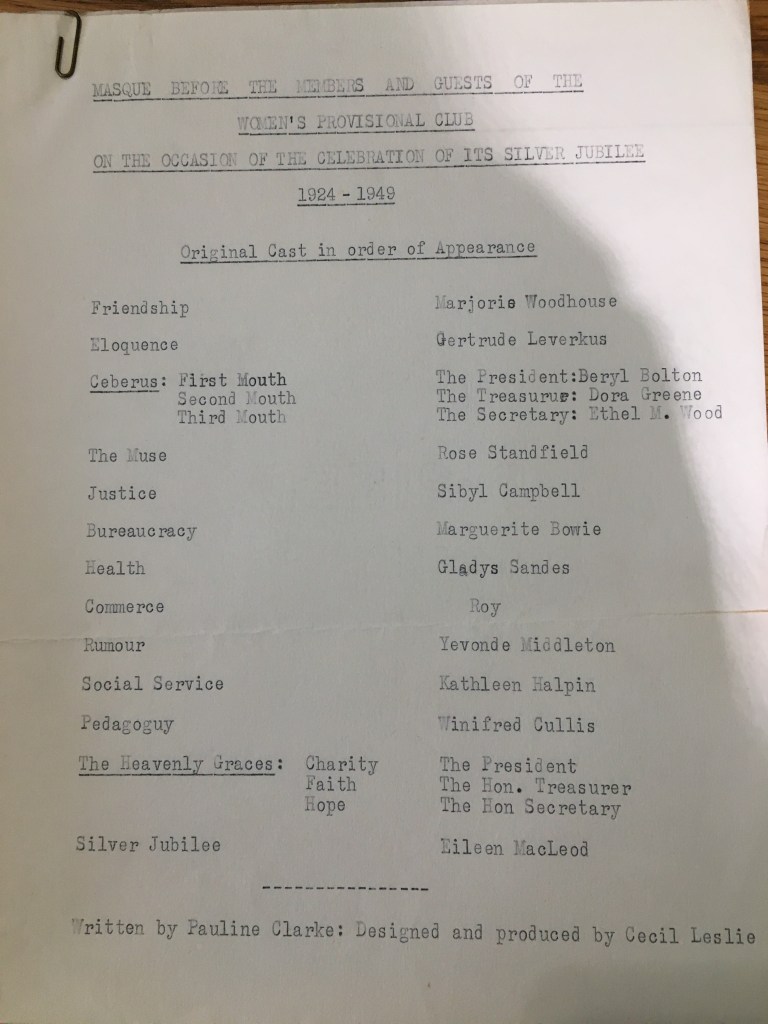 MASQUE BEFORE THE MEMBERS AND GUESTS OF THE
WOMEN'S PROVISIONAL CLUB
ON THE OCCASION OF THE CELEBRATION OF ITS SILVER JUBILEE
1924 - 1949
Original Cast in order of Appearance
Friendship Marjorie Woodhouse
Eloquence Gertrude Leverkus
Ceberus: First Mouth The President:Beryl Bolton
Second Mouth The Treasurur: Dora Greene
Third Mouth The Secretary: Ethel M. Wood
The Muse Rose Standfield
Justice Sibyl Campbell
Bureaucracy Marguerite Bowie
Health Gladys Sandes
Commerce Roy
Rumour Yevonde Middleton
Social Service Kathleen Halpin
Pedagoguy Winifred Cullis
The Heavenly Graces: Charity The President
Faith The Hon. Treasurer
Hope The Hon Secretary
Silver Jubilee Eileen MacLeod
----------------
Written by Pauline Clarke: Designed and produced by Cecil Leslie